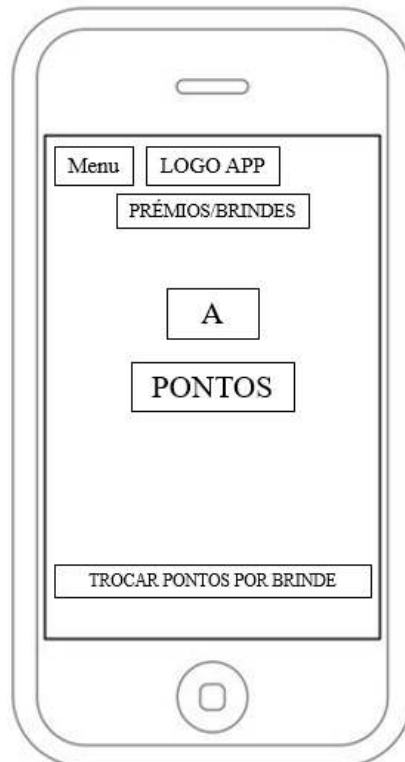 Menu LOGO APP
PRÉMIOS/BRINDES
A
PONTOS
TROCAR PONTOS POR BRINDE